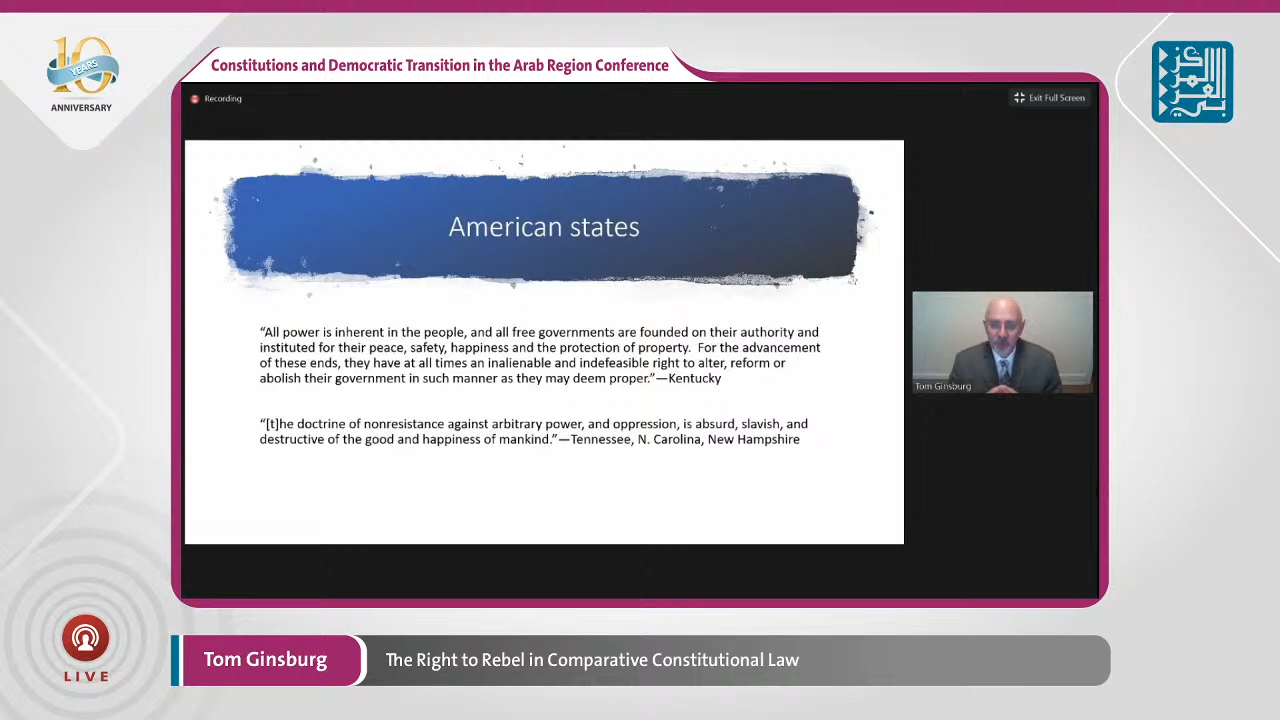 10
YEARS
ANNIVERSARY
Constitutions and Democratic Transition in the Arab Region Conference
المركز
العربي
Recording
Exit Full Screen
American states
“All power is inherent in the people, and all free governments are founded on their authority and
instituted for their peace, safety, happiness and the protection of property.  For the advancement
of these ends, they have at all times an inalienable and indefeasible right to alter, reform or
abolish their government in such manner as they may deem proper.”—Kentucky
“[t]he doctrine of nonresistance against arbitrary power, and oppression, is absurd, slavish, and
destructive of the good and happiness of mankind.”—Tennessee, N. Carolina, New Hampshire
Tom Ginsburg
LIVE
Tom Ginsburg
The Right to Rebel in Comparative Constitutional Law